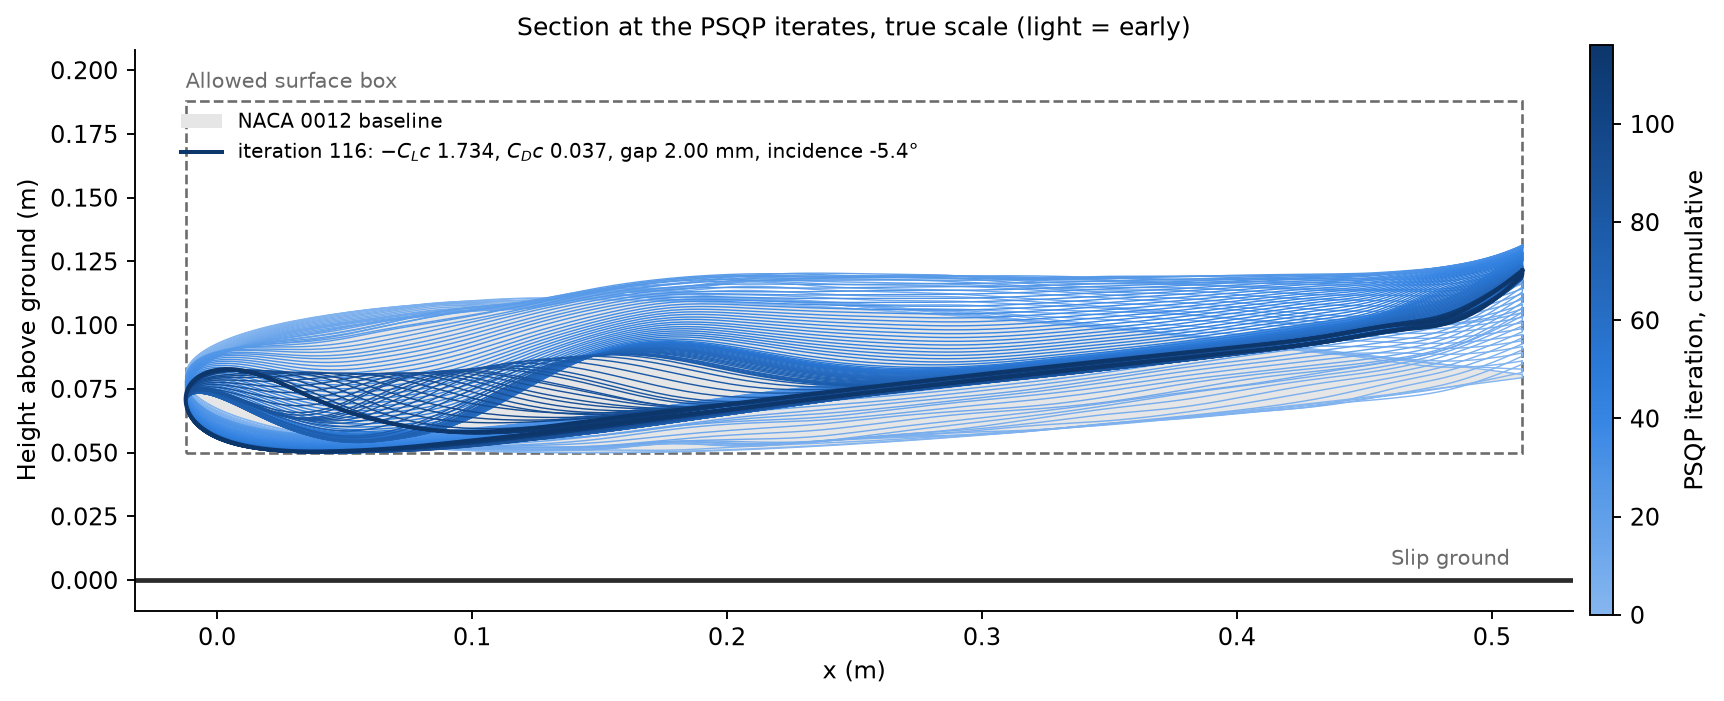 Section at the PSQP iterates, true scale (light = early)
Allowed surface box
NACA 0012 baseline
iteration 116: −C_Lc 1.734, C_Dc 0.037, gap 2.00 mm, incidence -5.4°
Height above ground (m)
0.200
0.175
0.150
0.125
0.100
0.075
0.050
0.025
0.000
Slip ground
0.0
0.1
0.2
0.3
0.4
0.5
x (m)
100
80
60
40
20
0
PSQP iteration, cumulative